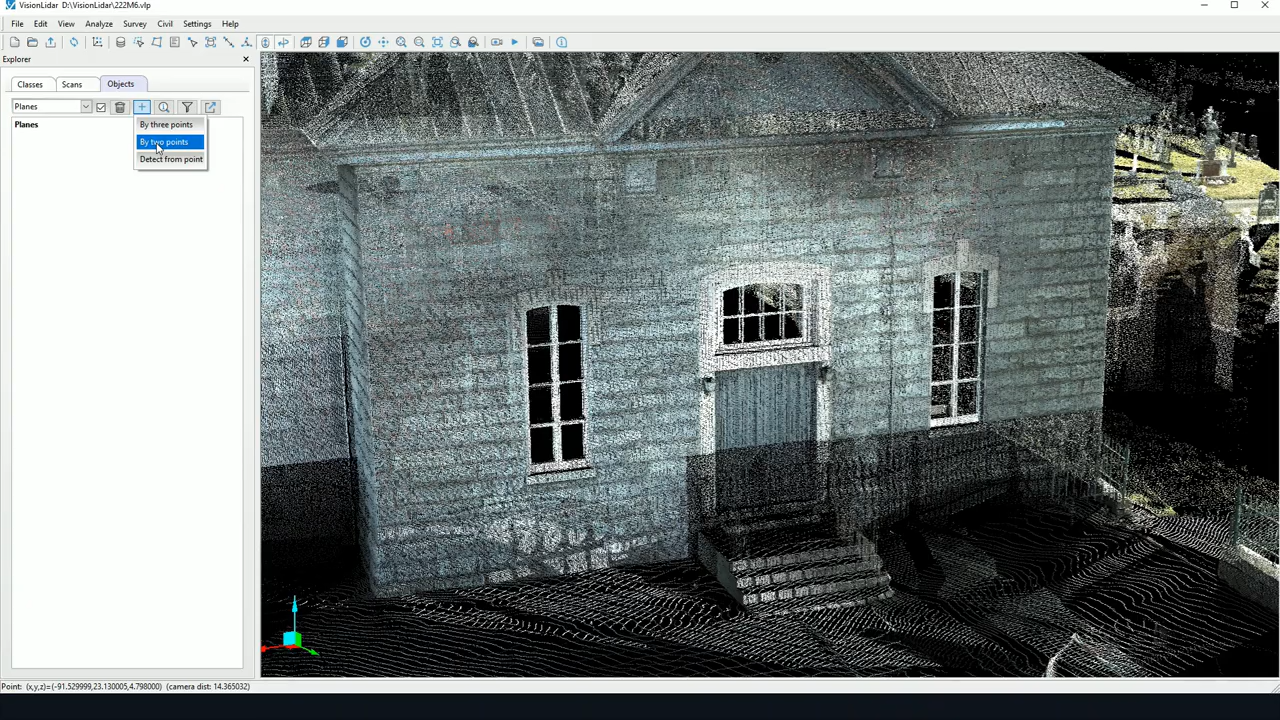 VisionLidar D:\VisionLidar\222M6.vlp
File Edit View Analyze Survey Civil Settings Help
Explorer
Classes Scans Objects
Planes
Planes
By three points
By two points
Detect from point
Point: (x,y,z)=(-91.529999,23.130005,4.798000) (camera dist: 14.365032)